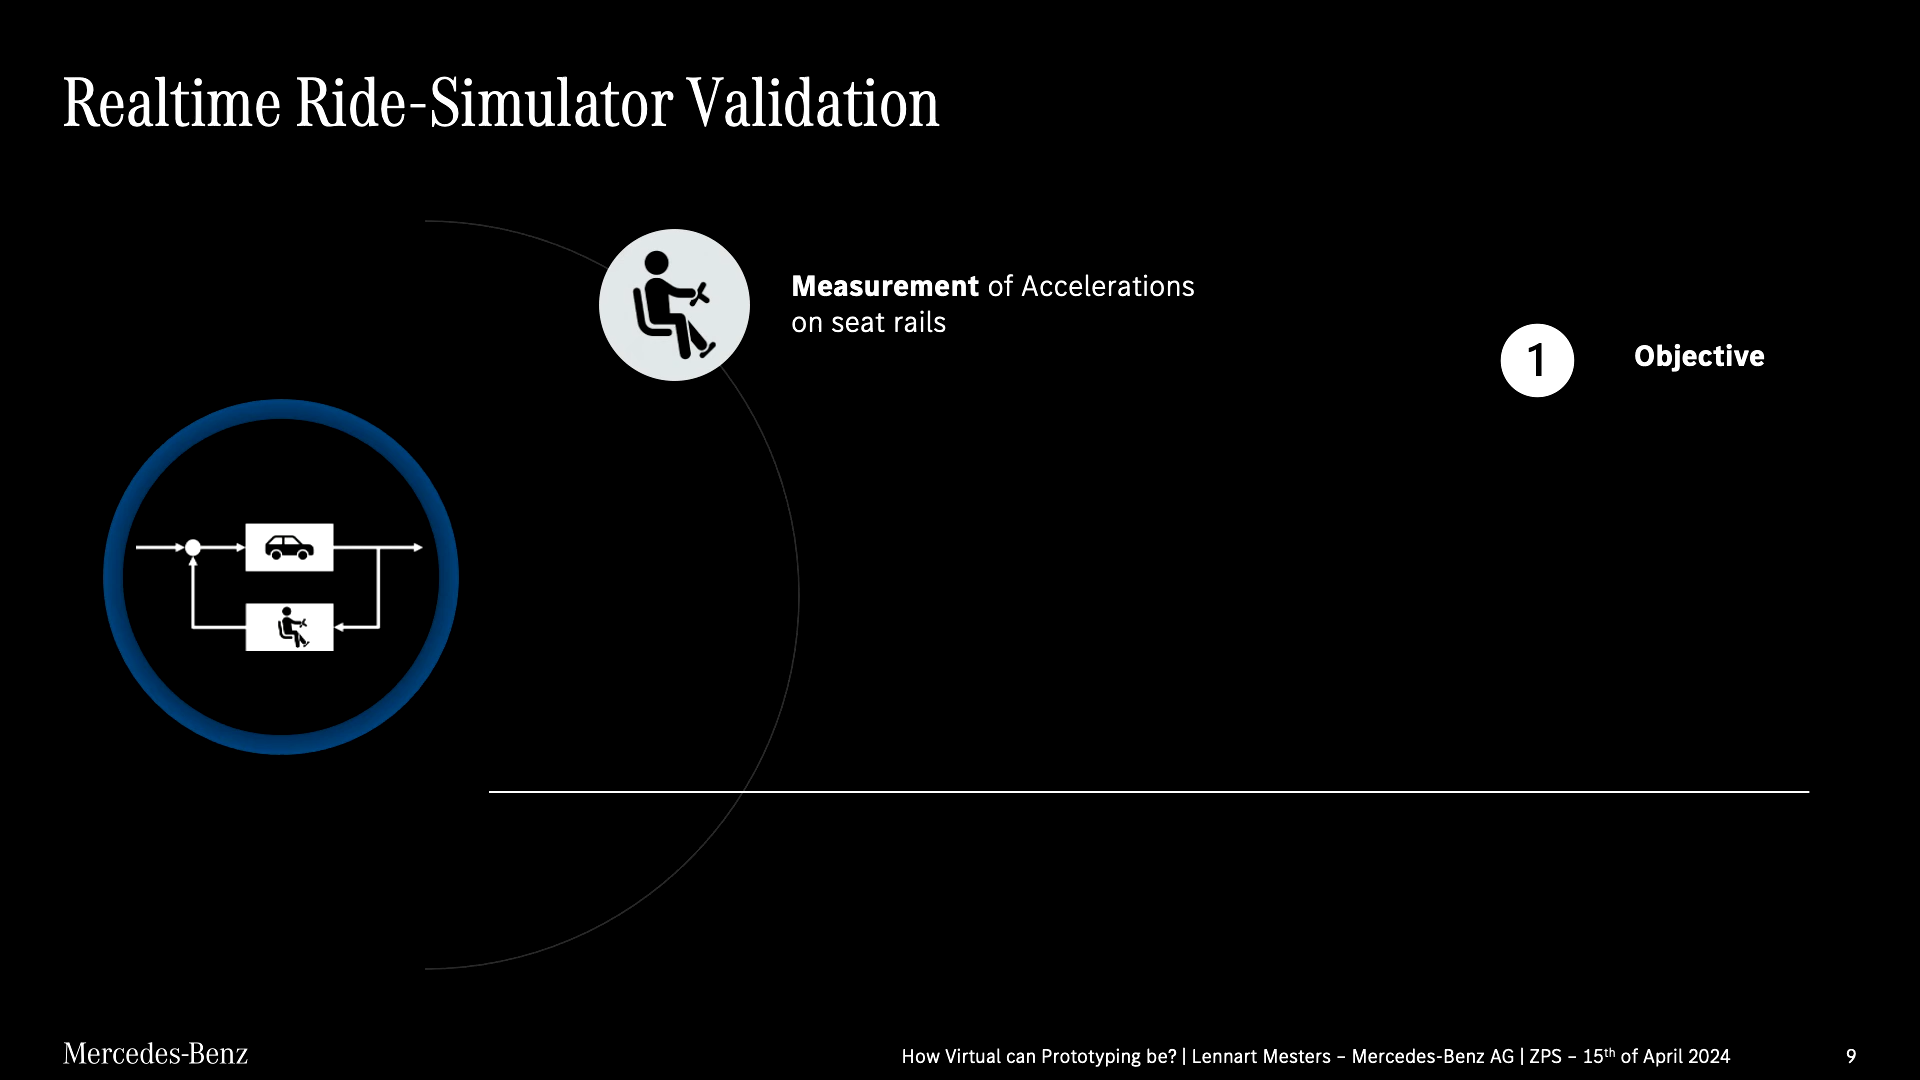 Realtime Ride-Simulator Validation
Measurement of Accelerations
on seat rails
1
Objective
Mercedes-Benz
How Virtual can Prototyping be? | Lennart Mesters – Mercedes-Benz AG | ZPS – 15th of April 2024
9